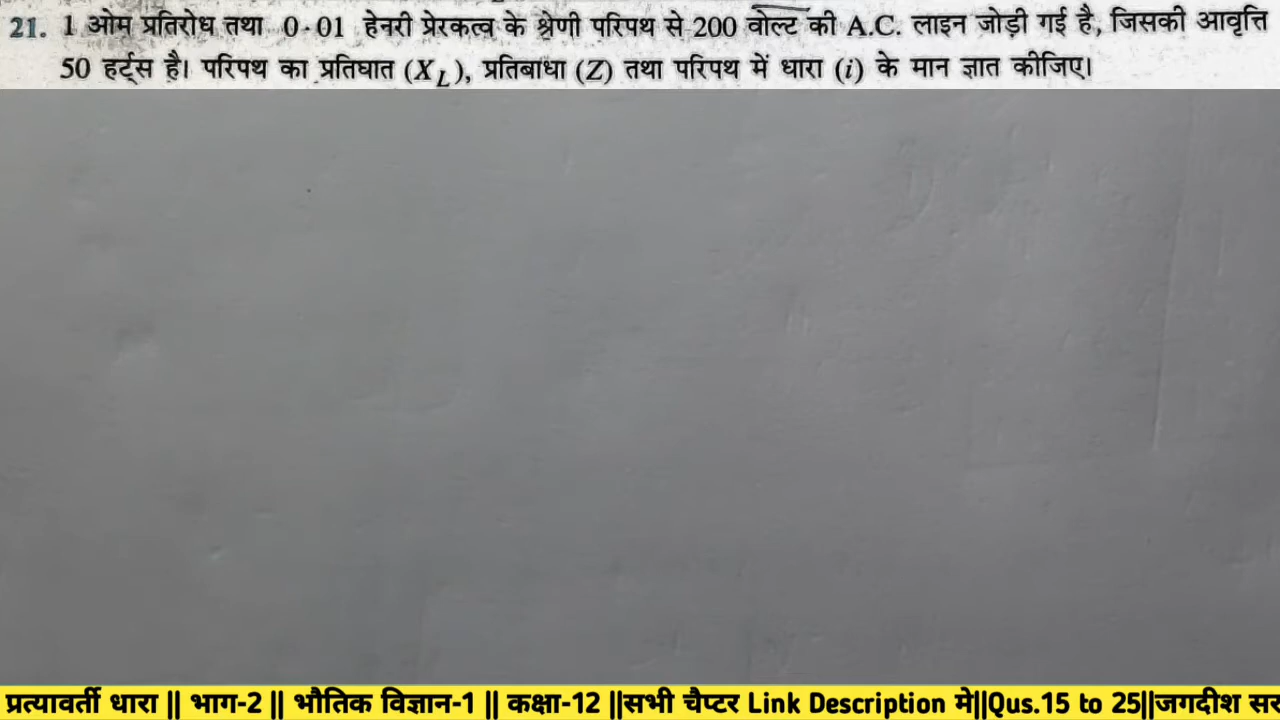 21. 1 ओम प्रतिरोध तथा 0·01 हेनरी प्रेरकत्व के श्रेणी परिपथ से 200 वोल्ट की A.C. लाइन जोड़ी गई है, जिसकी आवृत्ति
50 हर्ट्स है। परिपथ का प्रतिघात (X_L), प्रतिबाधा (Z) तथा परिपथ में धारा (i) के मान ज्ञात कीजिए।
प्रत्यावर्ती धारा || भाग-2 || भौतिक विज्ञान-1 || कक्षा-12 ||सभी चैप्टर Link Description मे||Qus.15 to 25||जगदीश सर